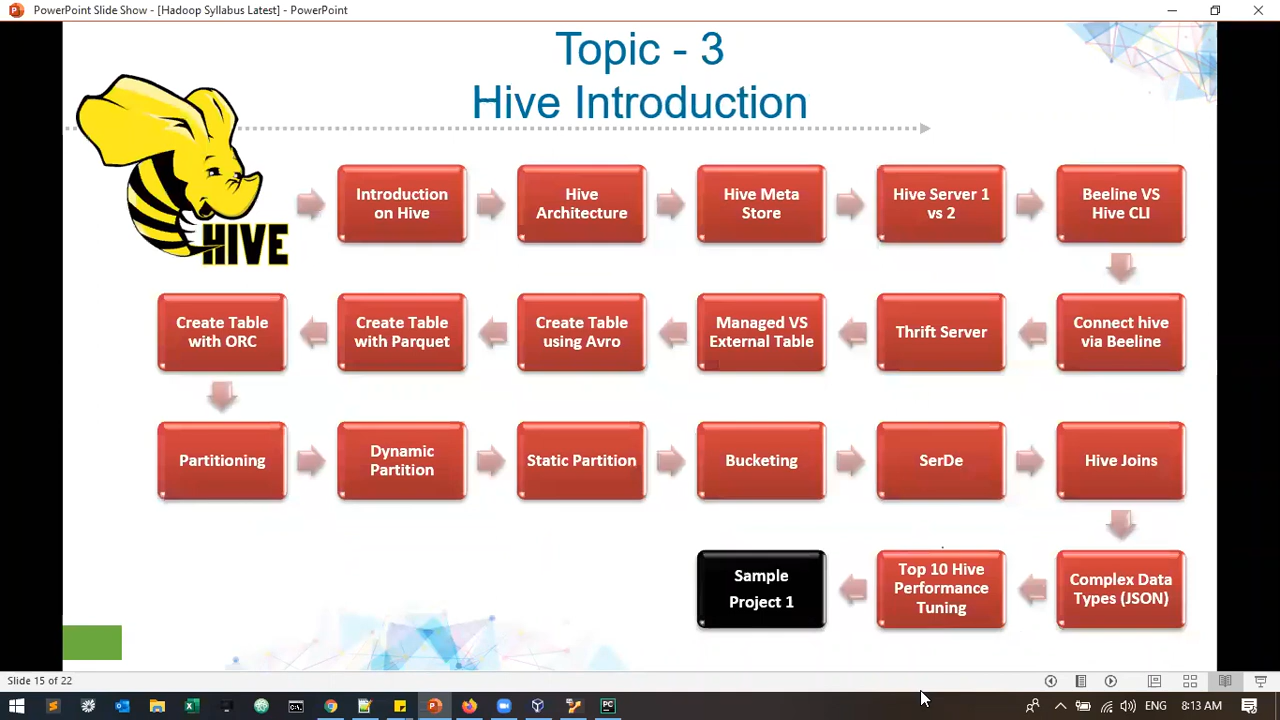 PowerPoint Slide Show - [Hadoop Syllabus Latest] - PowerPoint
Topic - 3
Hive Introduction
HIVE
Introduction
on Hive
Hive
Architecture
Hive Meta
Store
Hive Server 1
vs 2
Beeline VS
Hive CLI
Connect hive
via Beeline
Thrift Server
Managed VS
External Table
Create Table
using Avro
Create Table
with Parquet
Create Table
with ORC
Partitioning
Dynamic
Partition
Static Partition
Bucketing
SerDe
Hive Joins
Complex Data
Types (JSON)
Top 10 Hive
Performance
Tuning
Sample
Project 1
Slide 15 of 22
ENG
8:13 AM